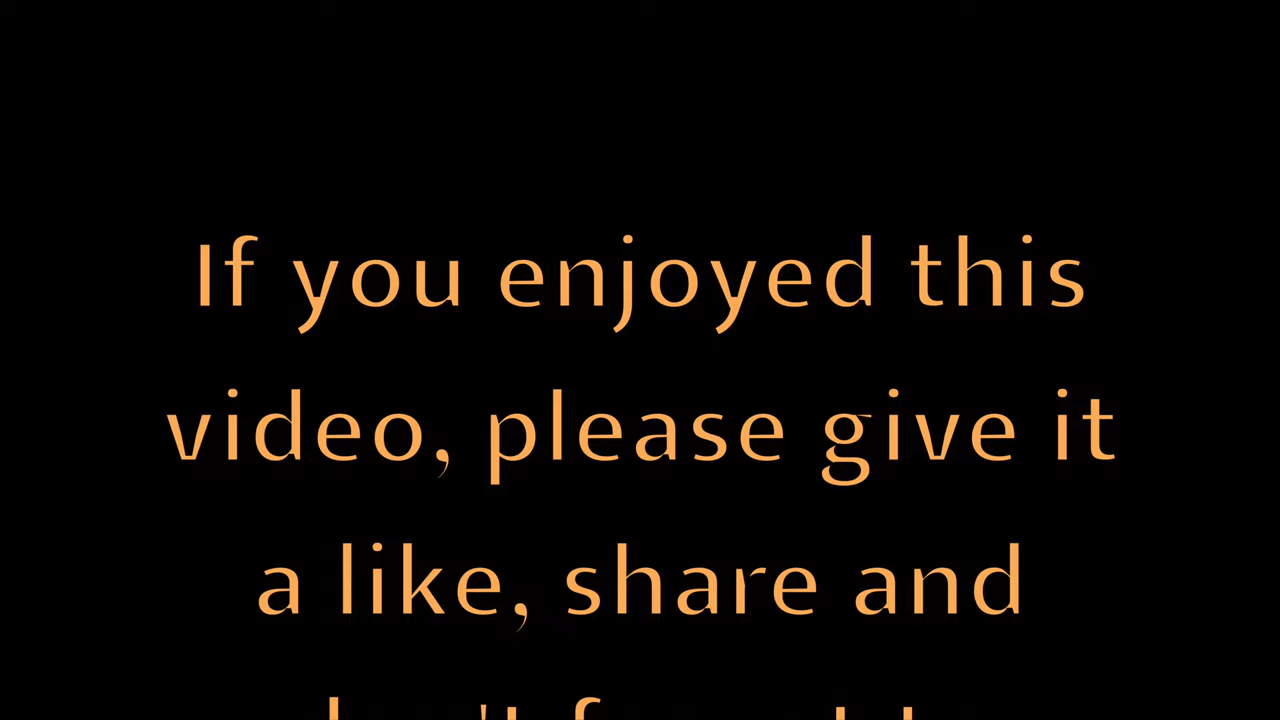 If you enjoyed this
video, please give it
a like, share and